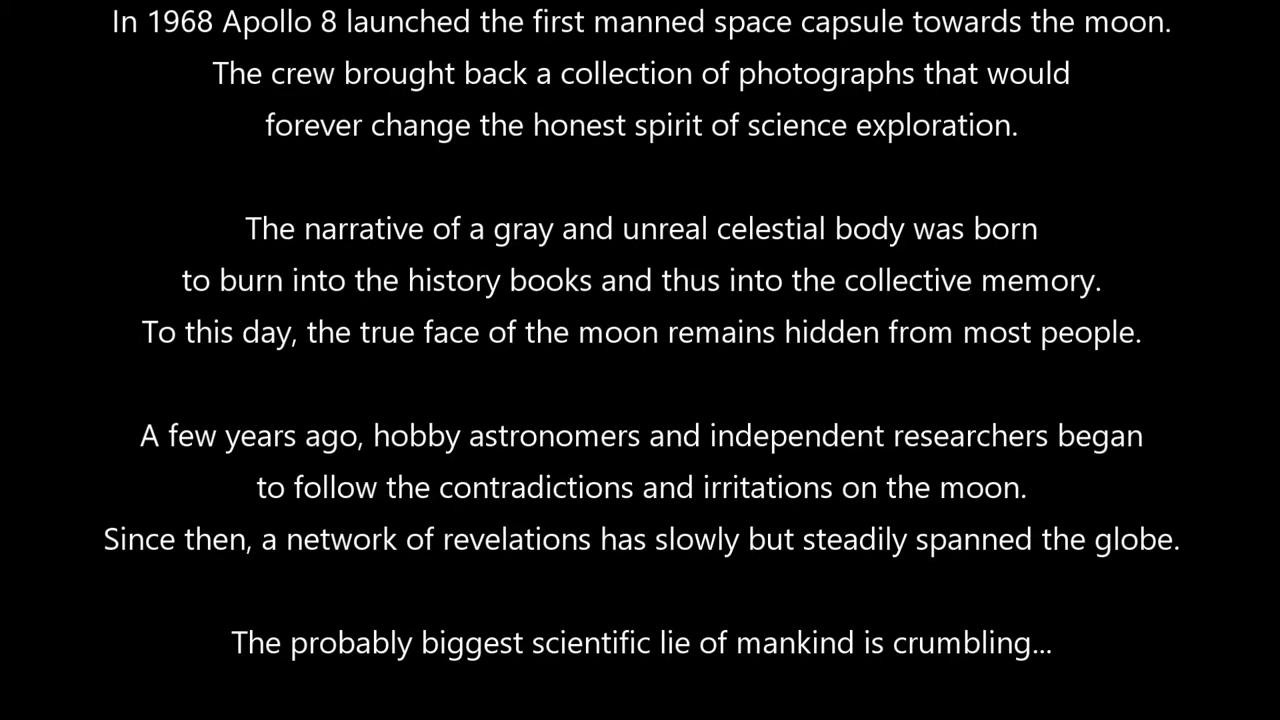 In 1968 Apollo 8 launched the first manned space capsule towards the moon.
The crew brought back a collection of photographs that would
forever change the honest spirit of science exploration.
The narrative of a gray and unreal celestial body was born
to burn into the history books and thus into the collective memory.
To this day, the true face of the moon remains hidden from most people.
A few years ago, hobby astronomers and independent researchers began
to follow the contradictions and irritations on the moon.
Since then, a network of revelations has slowly but steadily spanned the globe.
The probably biggest scientific lie of mankind is crumbling...